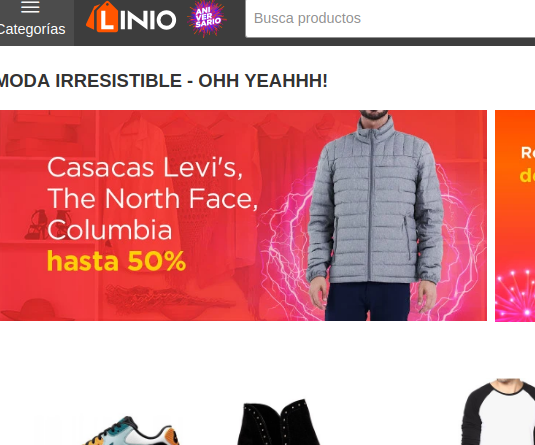 LINIO
ANI
VER
SARIO
Busca productos
Categorías
MODA IRRESISTIBLE - OHH YEAHHH!
Casacas Levi's,
The North Face,
Columbia
hasta 50%